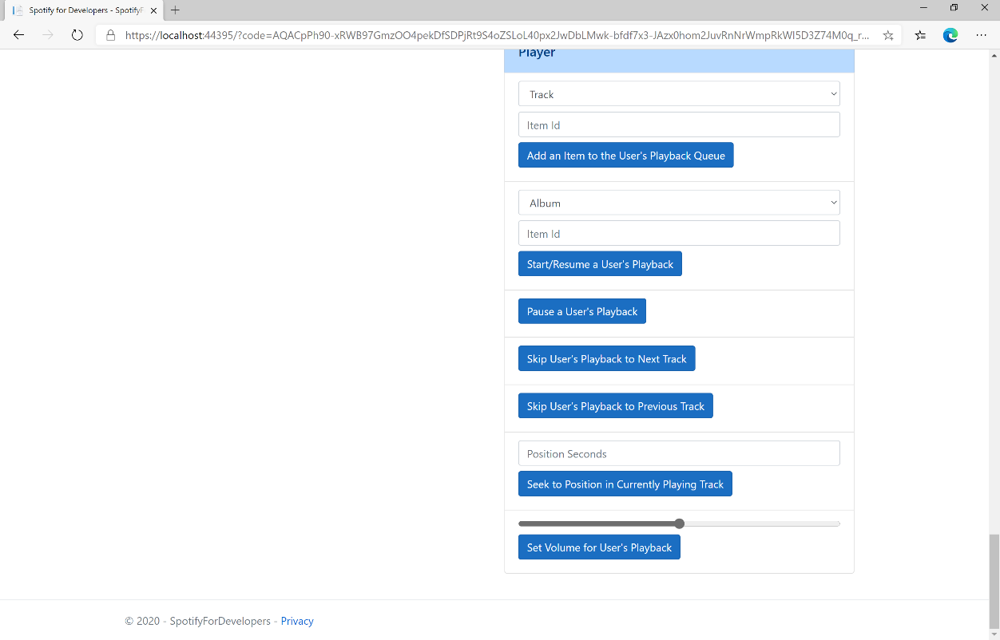 Spotify for Developers - SpotifyF
https://localhost:44395/?code=AQACpPh90-xRWB97GmzOO4pekDfSDPjRt9S4oZSLoL40px2JwDbLMwk-bfdf7x3-JAzx0hom2JuvRnNrWmpRkWI5D3Z74M0q_r...
Player
Track
Item Id
Add an Item to the User's Playback Queue
Album
Item Id
Start/Resume a User's Playback
Pause a User's Playback
Skip User's Playback to Next Track
Skip User's Playback to Previous Track
Position Seconds
Seek to Position in Currently Playing Track
Set Volume for User's Playback
© 2020 - SpotifyForDevelopers - Privacy